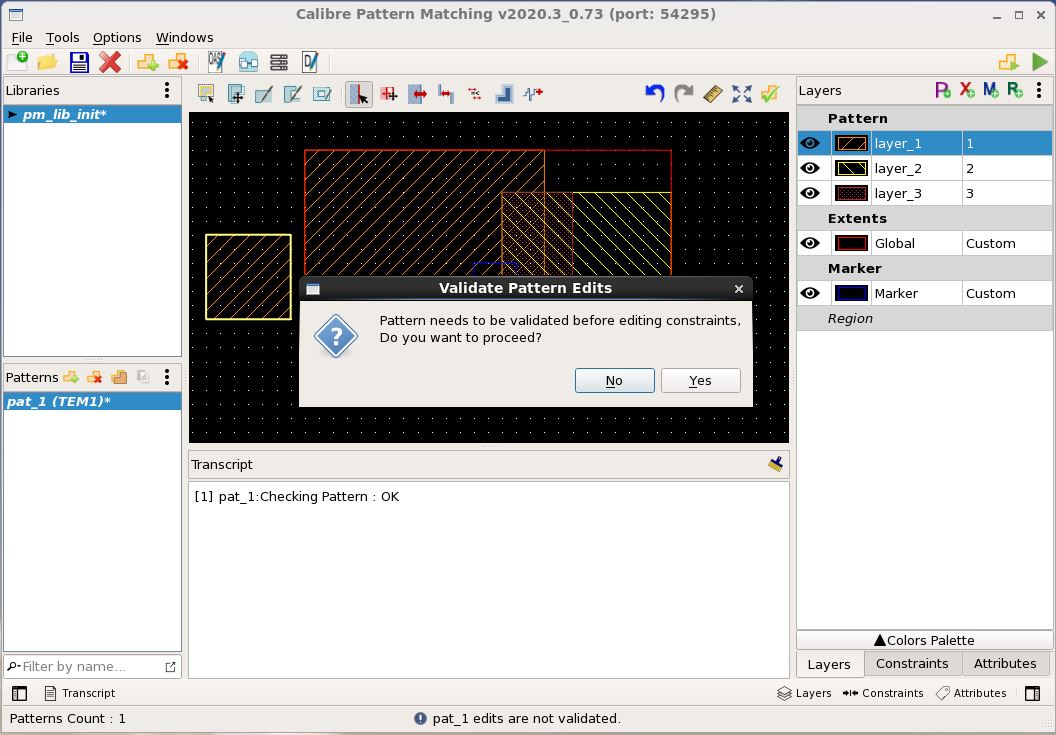 Calibre Pattern Matching v2020.3_0.73 (port: 54295)
File Tools Options Windows
Libraries
pm_lib_init*
Patterns
pat_1 (TEM1)*
Filter by name...
Validate Pattern Edits
Pattern needs to be validated before editing constraints,
Do you want to proceed?
No Yes
Transcript
[1] pat_1:Checking Pattern : OK
Layers
Pattern
layer_1 1
layer_2 2
layer_3 3
Extents
Global Custom
Marker
Marker Custom
Region
Colors Palette
Layers Constraints Attributes
Transcript Layers Constraints Attributes
Patterns Count : 1 pat_1 edits are not validated.